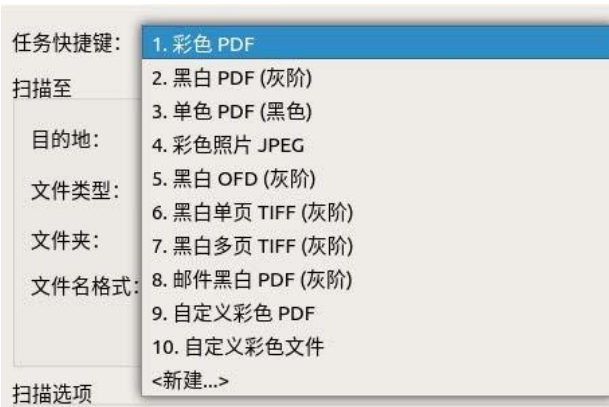 任务快捷键：
1. 彩色 PDF
2. 黑白 PDF (灰阶)
3. 单色 PDF (黑色)
4. 彩色照片 JPEG
5. 黑白 OFD (灰阶)
6. 黑白单页 TIFF (灰阶)
7. 黑白多页 TIFF (灰阶)
8. 邮件黑白 PDF (灰阶)
9. 自定义彩色 PDF
10. 自定义彩色文件
<新建...>
扫描至
目的地：
文件类型：
文件夹：
文件名格式：
扫描选项